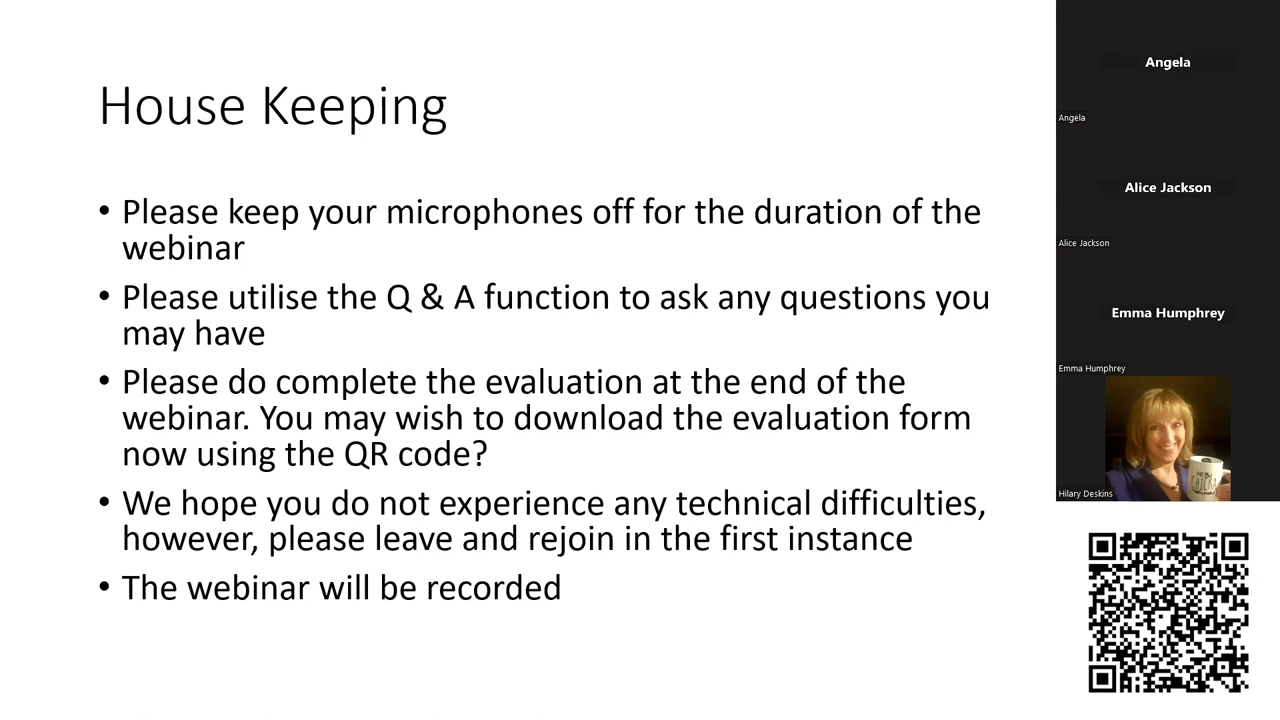 House Keeping
• Please keep your microphones off for the duration of the
webinar
• Please utilise the Q & A function to ask any questions you
may have
• Please do complete the evaluation at the end of the
webinar. You may wish to download the evaluation form
now using the QR code?
• We hope you do not experience any technical difficulties,
however, please leave and rejoin in the first instance
• The webinar will be recorded
Angela
Angela
Alice Jackson
Alice Jackson
Emma Humphrey
Emma Humphrey
Hilary Deskins